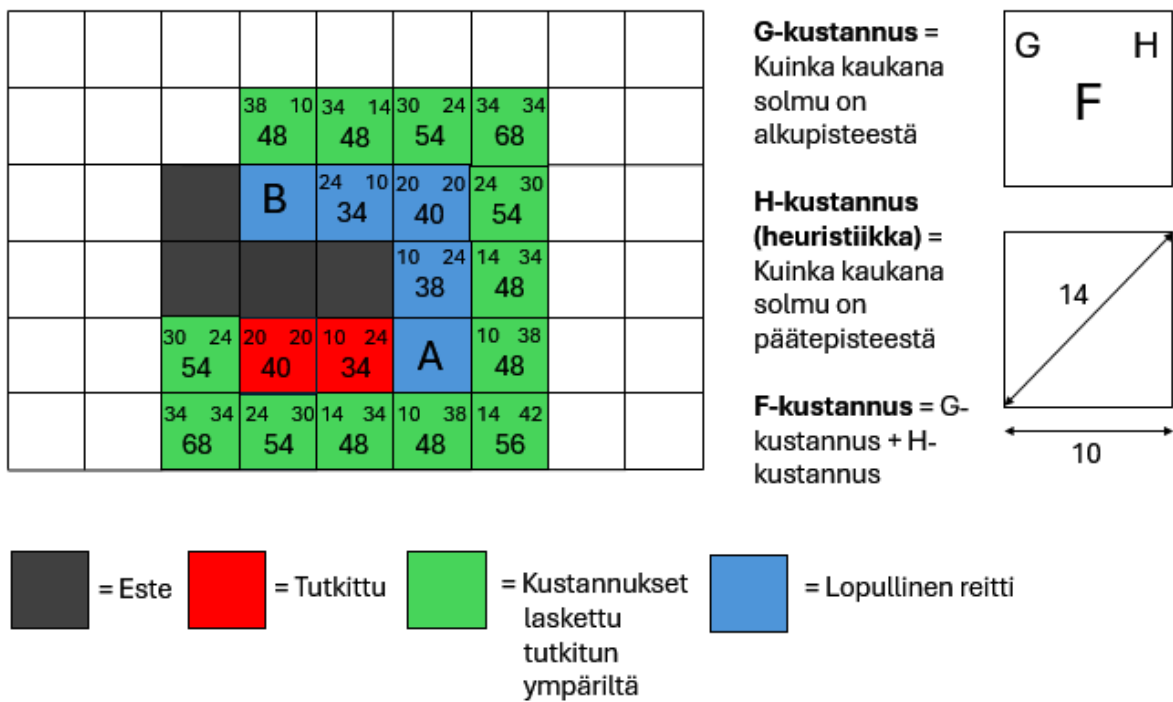 G-kustannus =
Kuinka kaukana
solmu on
alkupisteestä
H-kustannus
(heuristiikka) =
Kuinka kaukana
solmu on
päätepisteestä
F-kustannus = G-
kustannus + H-
kustannus
G H
F
14
10
38 10 34 14 30 24 34 34
48 48 54 68
B 24 10 20 20 24 30
34 40 54
10 24 14 34
38 48
30 24 20 20 10 24 A 10 38
54 40 34 48
34 34 24 30 14 34 10 38 14 42
68 54 48 48 56
= Este
= Tutkittu
= Kustannukset
laskettu
tutkitun
ympäriltä
= Lopullinen reitti